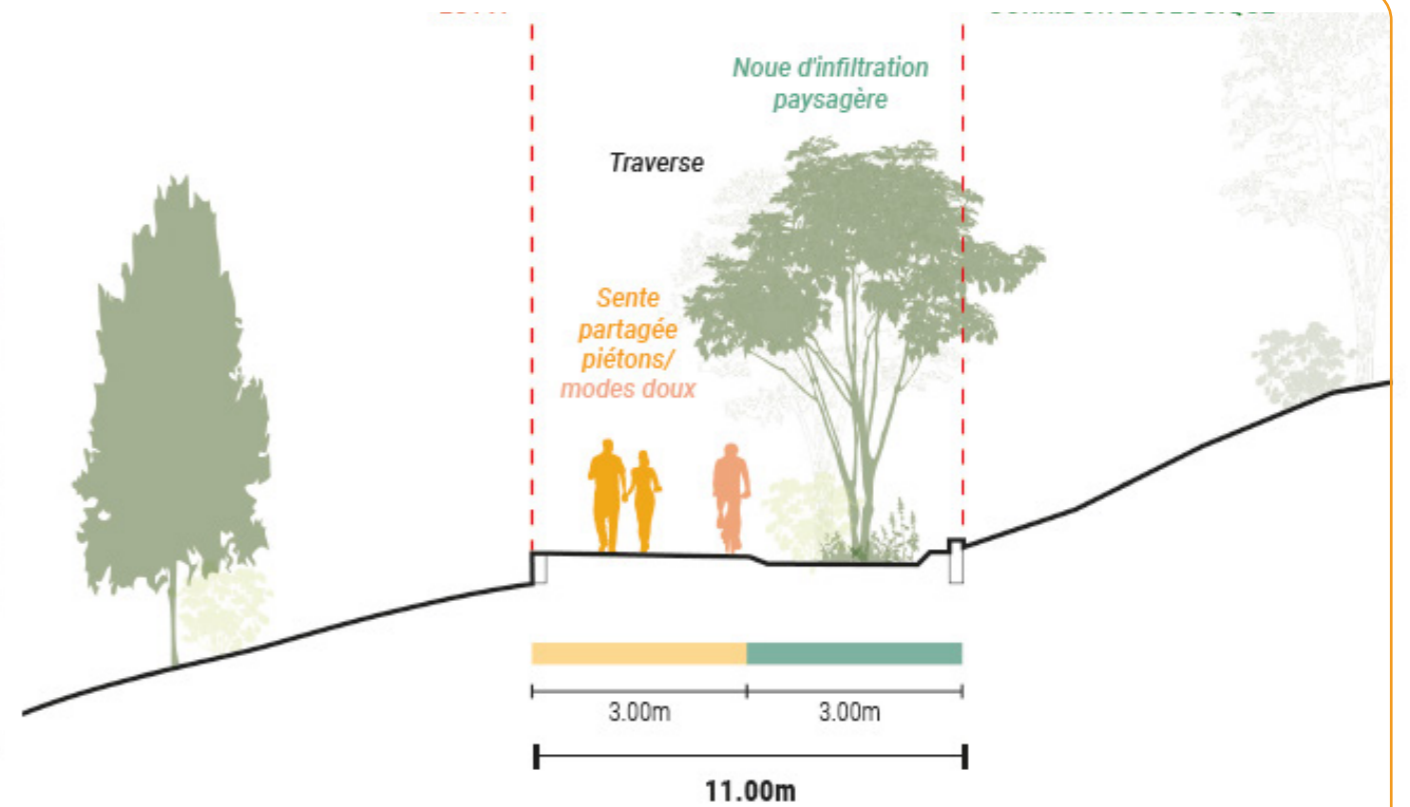 Noue d'infiltration
paysagère
Traverse
Sente
partagée
piétons/
modes doux
3.00m
3.00m
11.00m